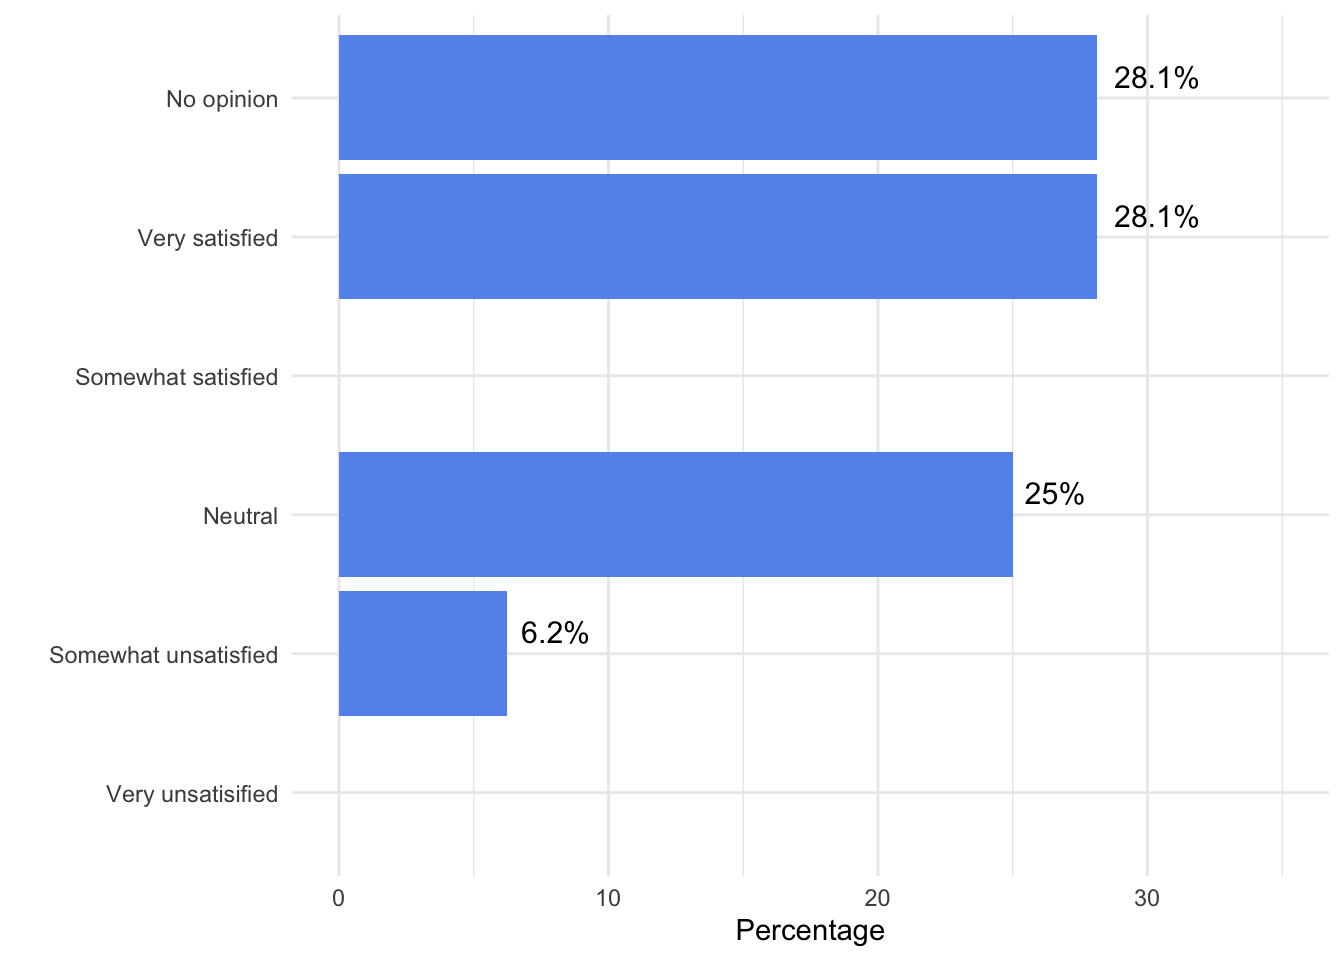 No opinion
28.1%
Very satisfied
28.1%
Somewhat satisfied
Neutral
25%
Somewhat unsatisfied
6.2%
Very unsatisified
0 10 20 30
Percentage